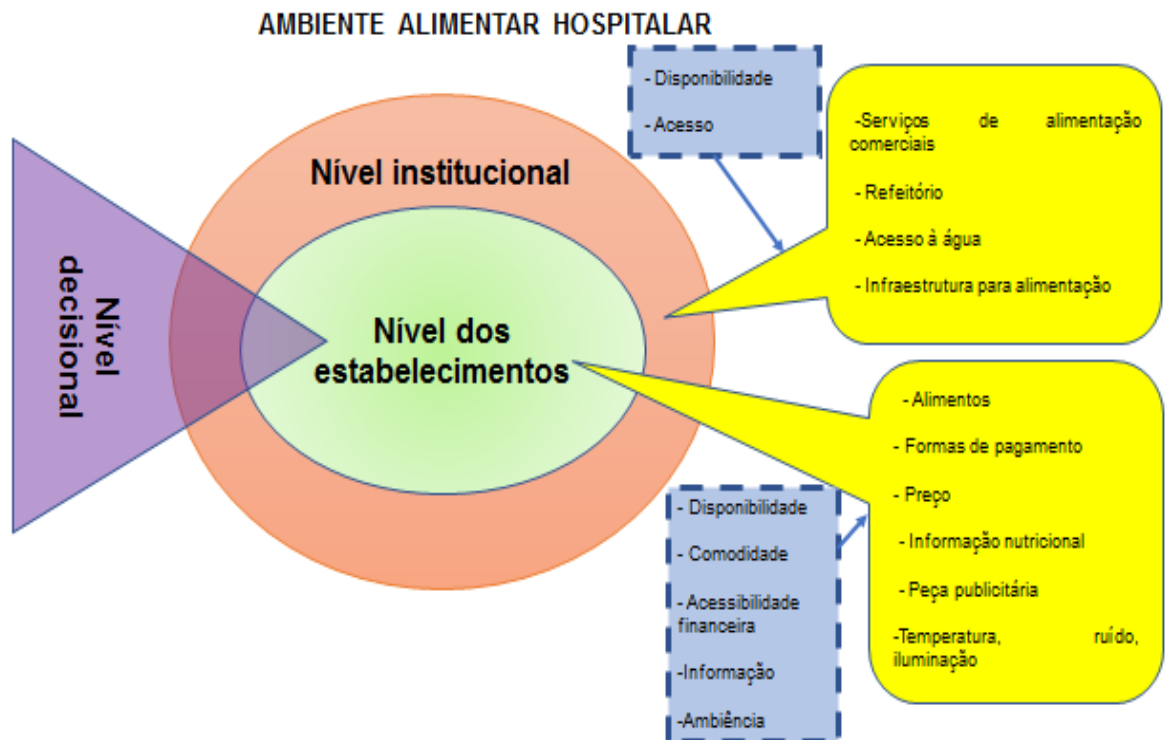 AMBIENTE ALIMENTAR HOSPITALAR
- Disponibilidade
- Acesso
-Serviços de alimentação
comerciais
- Refeitório
- Acesso à água
- Infraestrutura para alimentação
Nível institucional
Nível
decisional
Nível dos
estabelecimentos
- Alimentos
- Formas de pagamento
- Preço
- Informação nutricional
- Peça publicitária
-Temperatura, ruído,
iluminação
- Disponibilidade
- Comodidade
- Acessibilidade
financeira
-Informação
-Ambiência